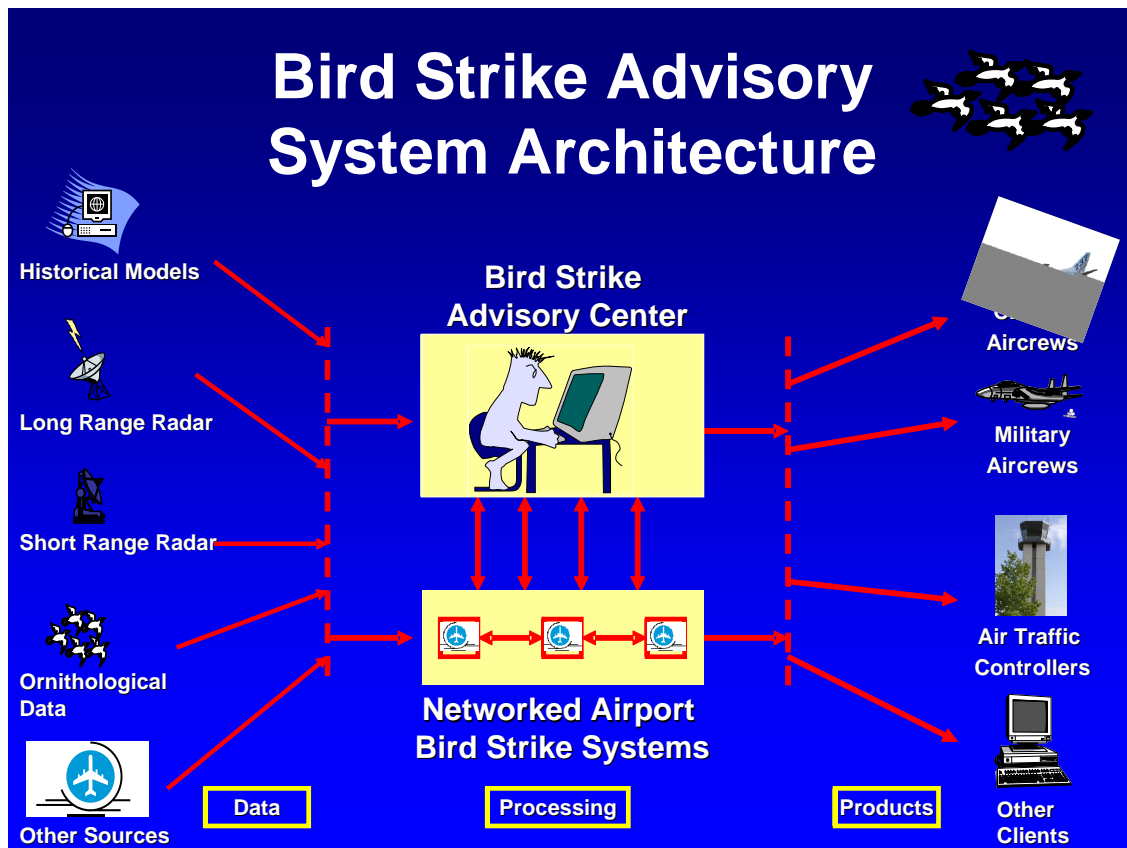 Bird Strike Advisory
System Architecture
Historical Models
Long Range Radar
Short Range Radar
Ornithological
Data
Other Sources
Bird Strike
Advisory Center
Networked Airport
Bird Strike Systems
Aircrews
Military
Aircrews
Air Traffic
Controllers
Other
Clients
Data
Processing
Products